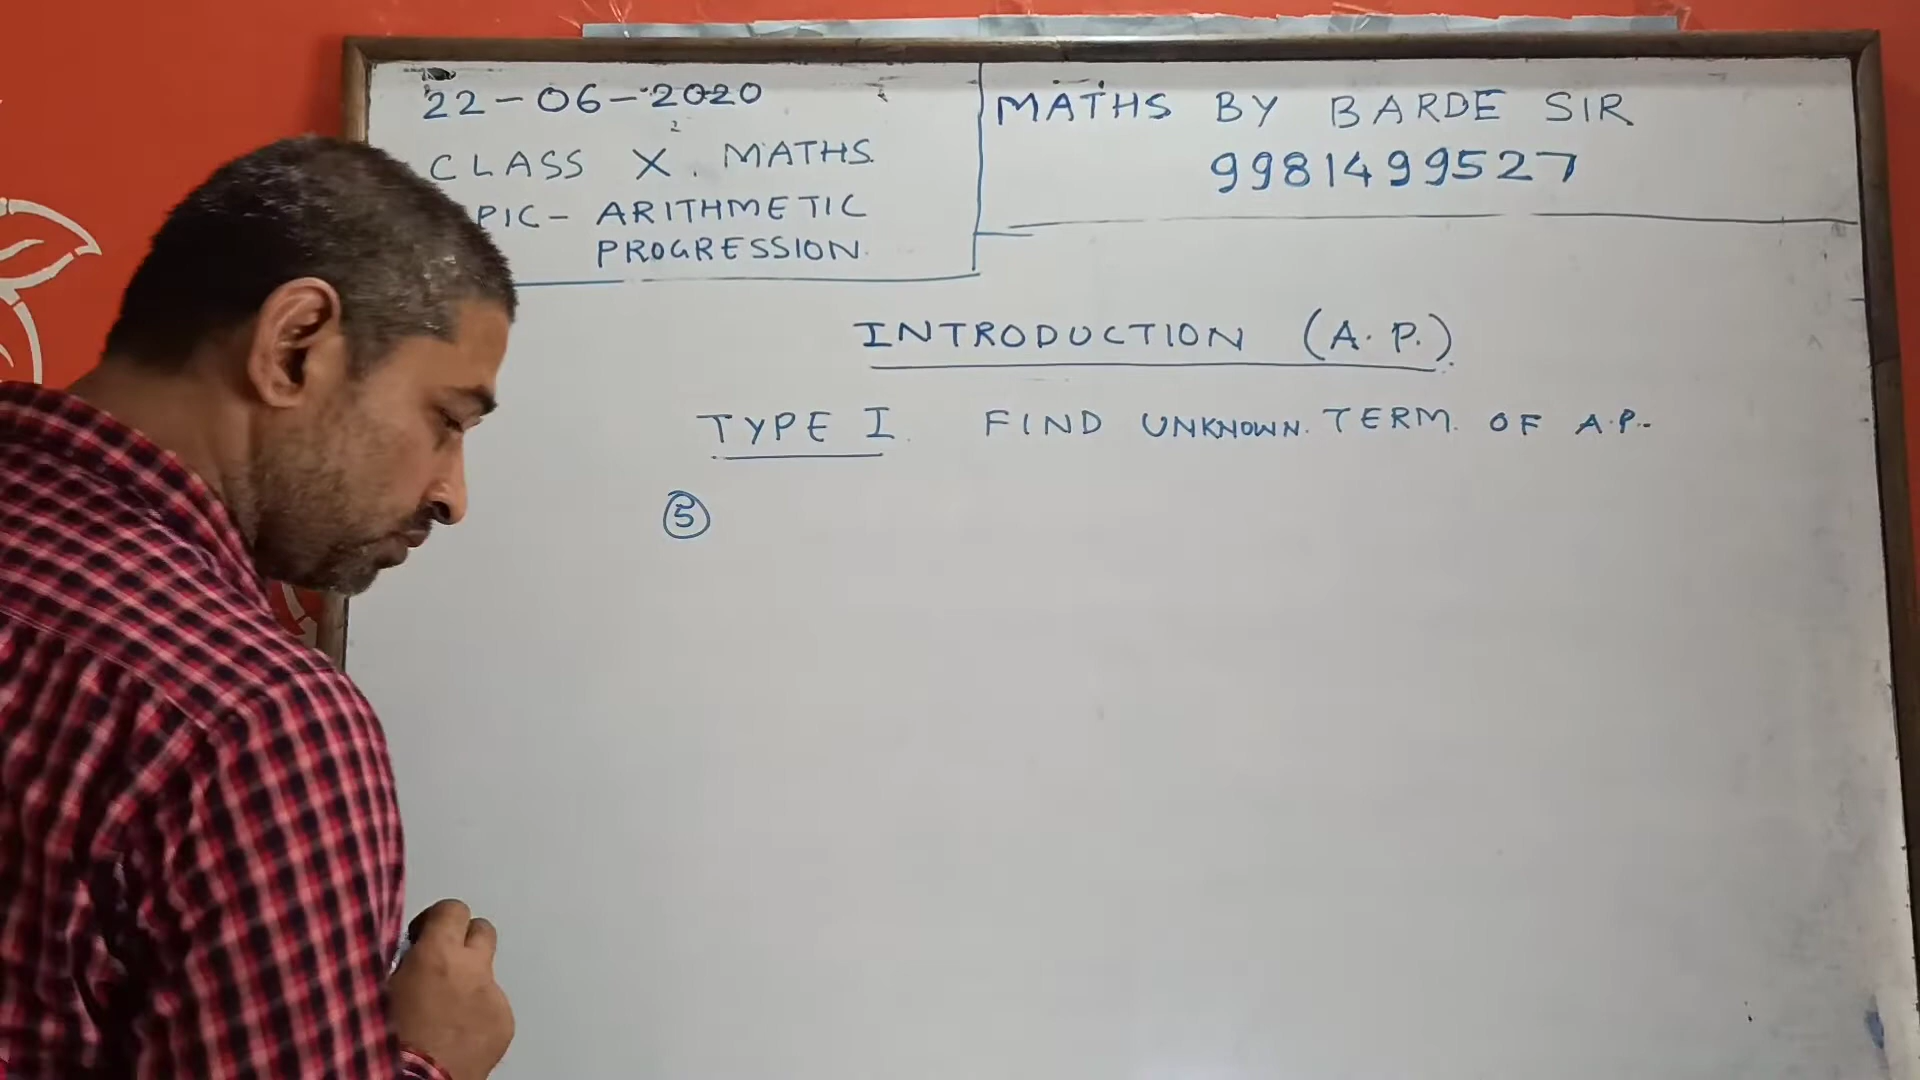 22-06-2020
CLASS X. MATHS.
PIC- ARITHMETIC
PROGRESSION.
MATHS BY BARDE SIR
9981499527
INTRODUCTION (A.P.).
TYPE I. FIND UNKNOWN. TERM. OF A.P.
5